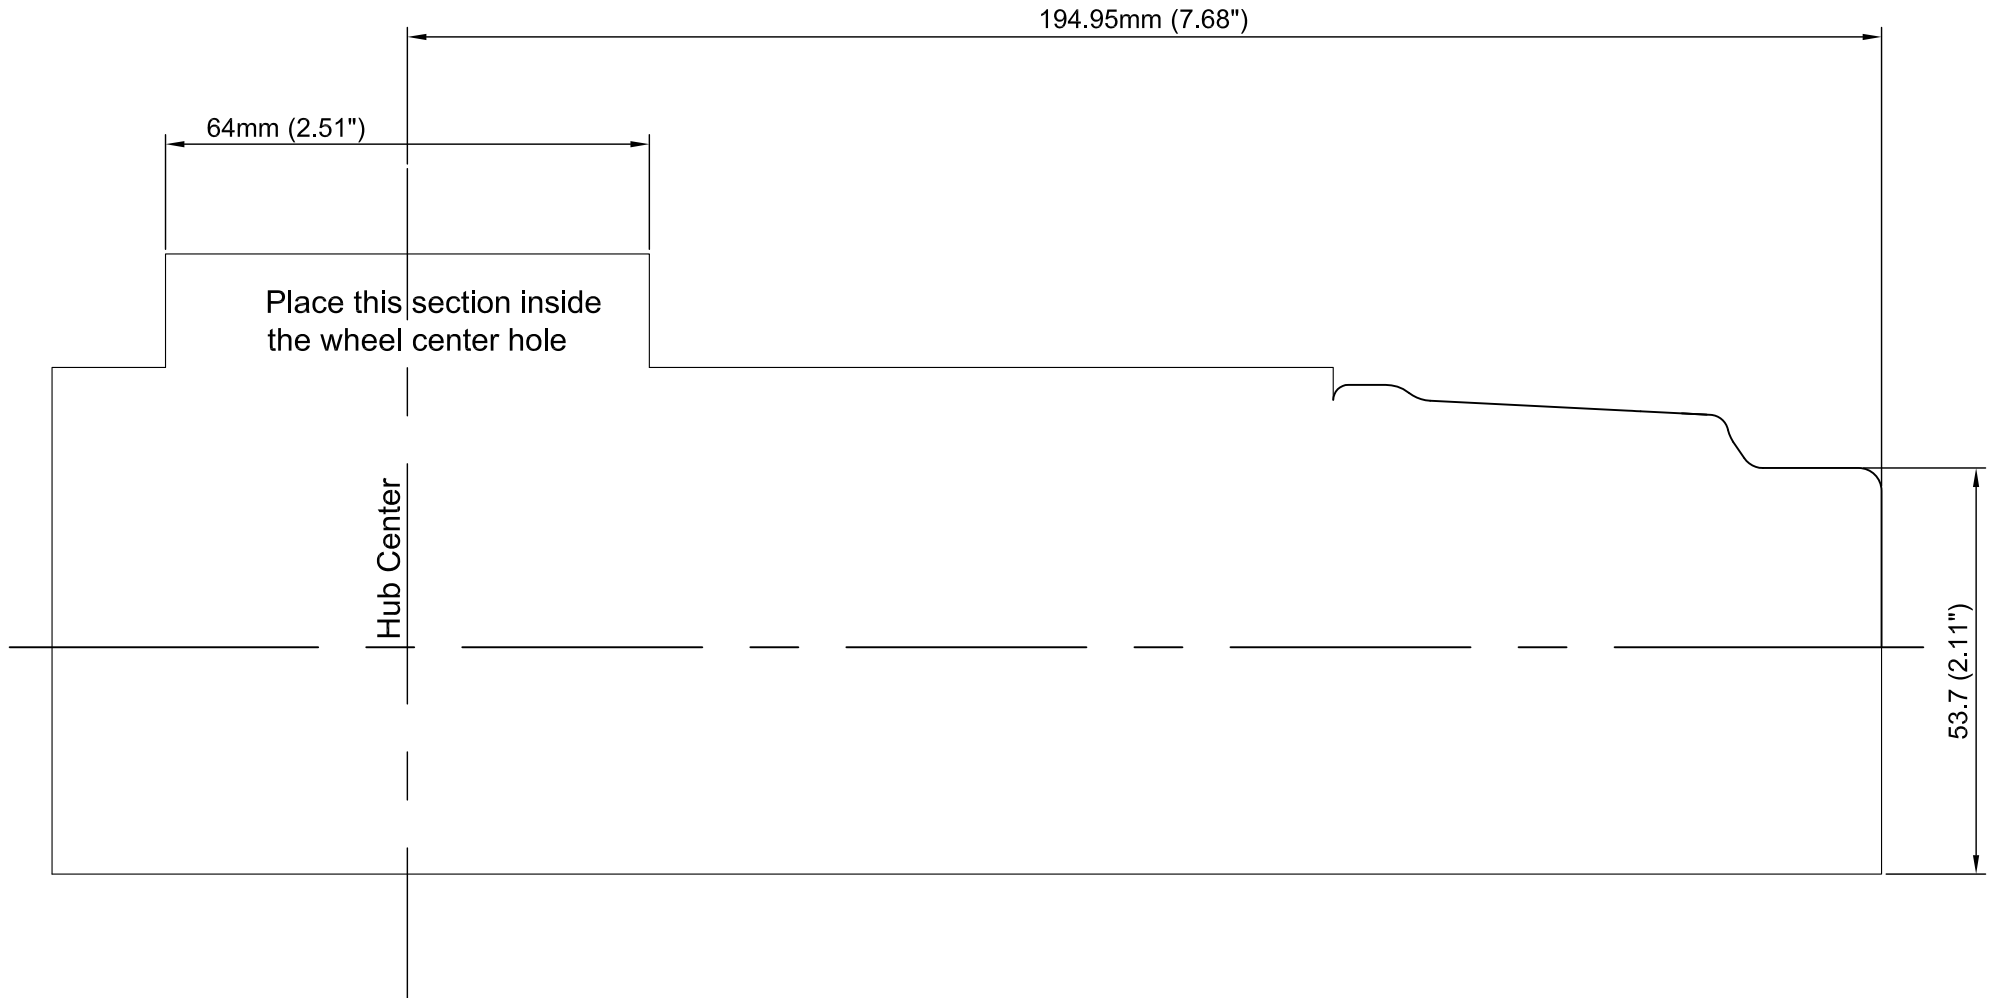 194.95mm (7.68")
64mm (2.51")
Place this section inside
the wheel center hole
Hub Center
53.7 (2.11")